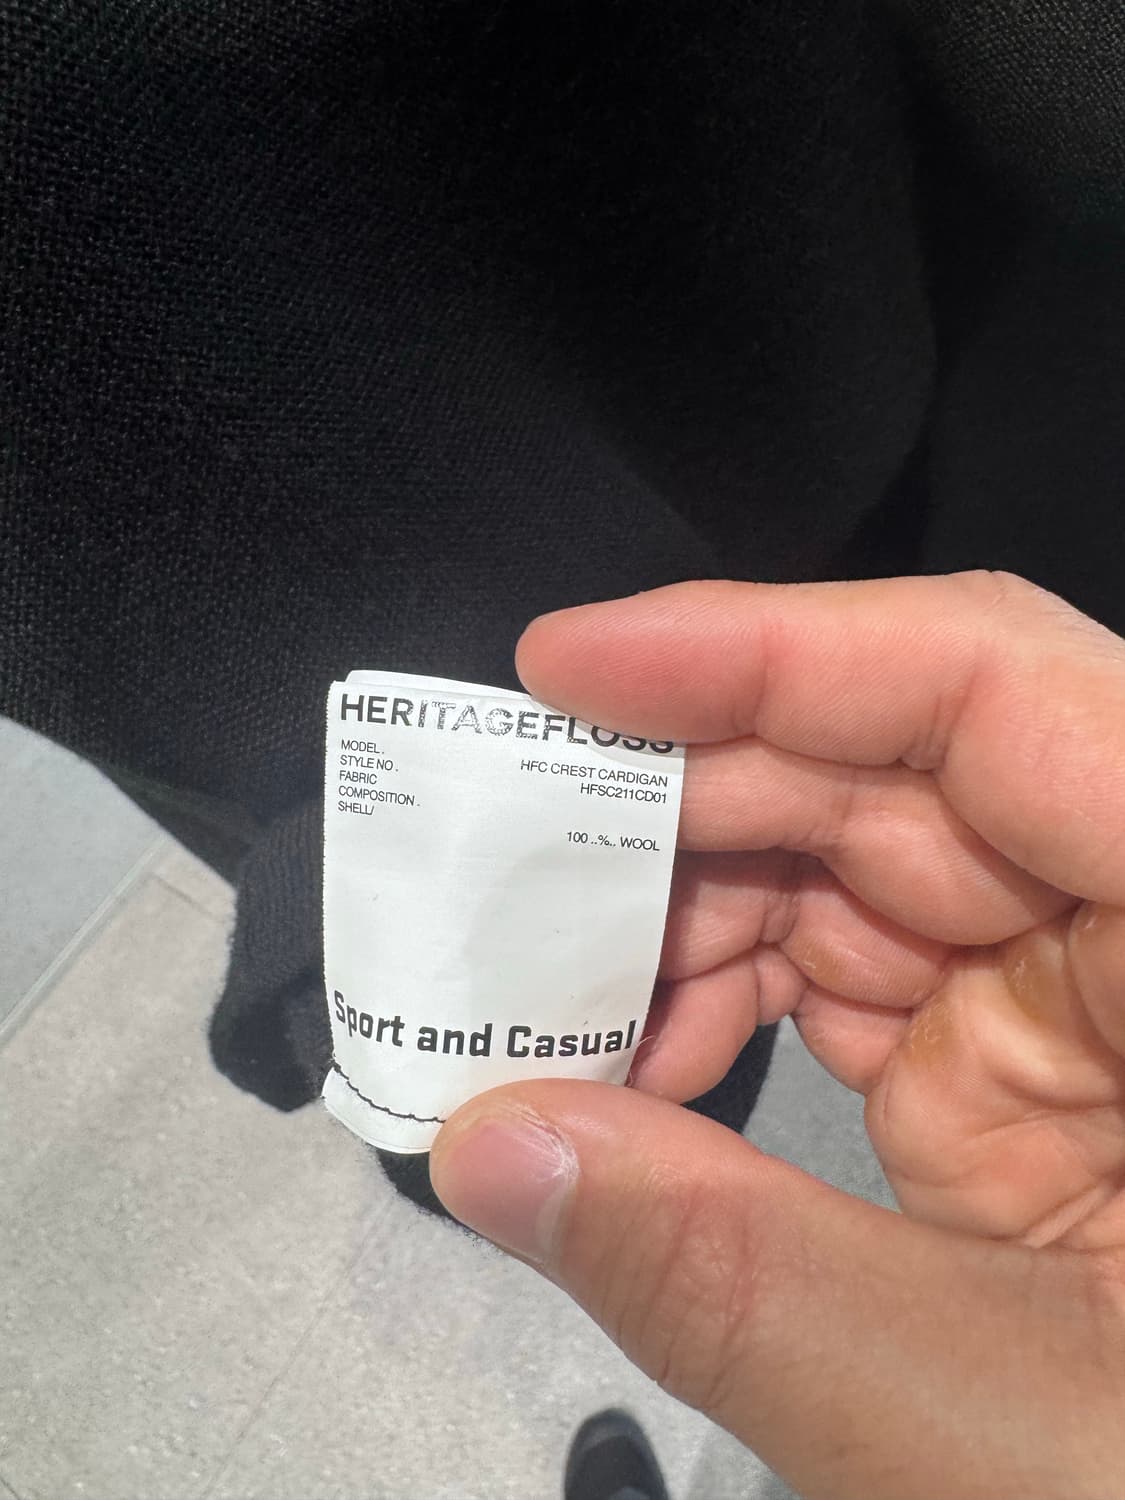 HERITAGEFLOSS
MODEL. HFC CREST CARDIGAN
STYLE NO. HFSC211CD01
FABRIC
COMPOSITION.
SHELL/ 100..%.. WOOL
Sport and Casual